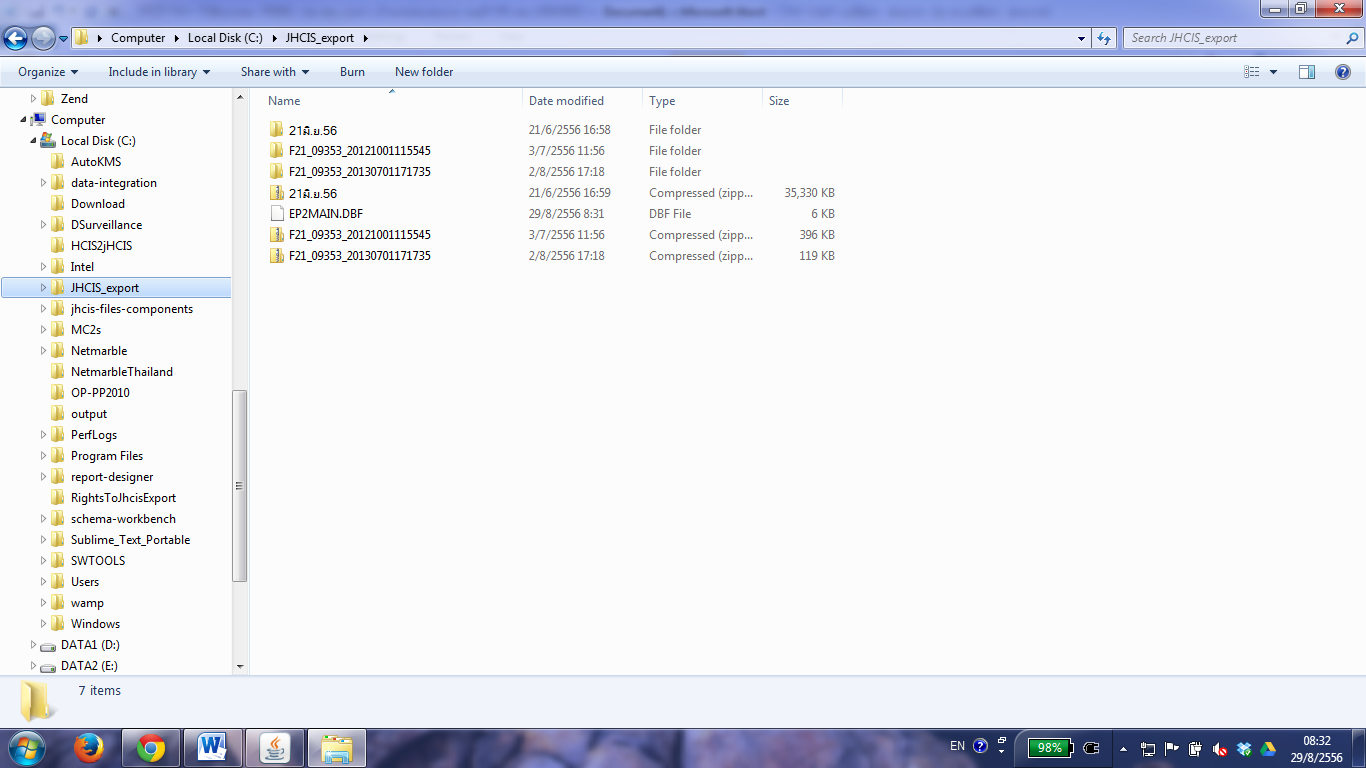 Computer ▸ Local Disk (C:) ▸ JHCIS_export ▸
Search JHCIS_export
Organize Include in library Share with Burn New folder
Zend
Computer
Local Disk (C:)
AutoKMS
data-integration
Download
DSurveillance
HCIS2jHCIS
Intel
JHCIS_export
jhcis-files-components
MC2s
Netmarble
NetmarbleThailand
OP-PP2010
output
PerfLogs
Program Files
report-designer
RightsToJhcisExport
schema-workbench
Sublime_Text_Portable
SWTOOLS
Users
wamp
Windows
DATA1 (D:)
DATA2 (E:)
Name Date modified Type Size
21มิ.ย.56 21/6/2556 16:58 File folder
F21_09353_20121001115545 3/7/2556 11:56 File folder
F21_09353_20130701171735 2/8/2556 17:18 File folder
21มิ.ย.56 21/6/2556 16:59 Compressed (zipp... 35,330 KB
EP2MAIN.DBF 29/8/2556 8:31 DBF File 6 KB
F21_09353_20121001115545 3/7/2556 11:56 Compressed (zipp... 396 KB
F21_09353_20130701171735 2/8/2556 17:18 Compressed (zipp... 119 KB
7 items
EN
98%
08:32
29/8/2556